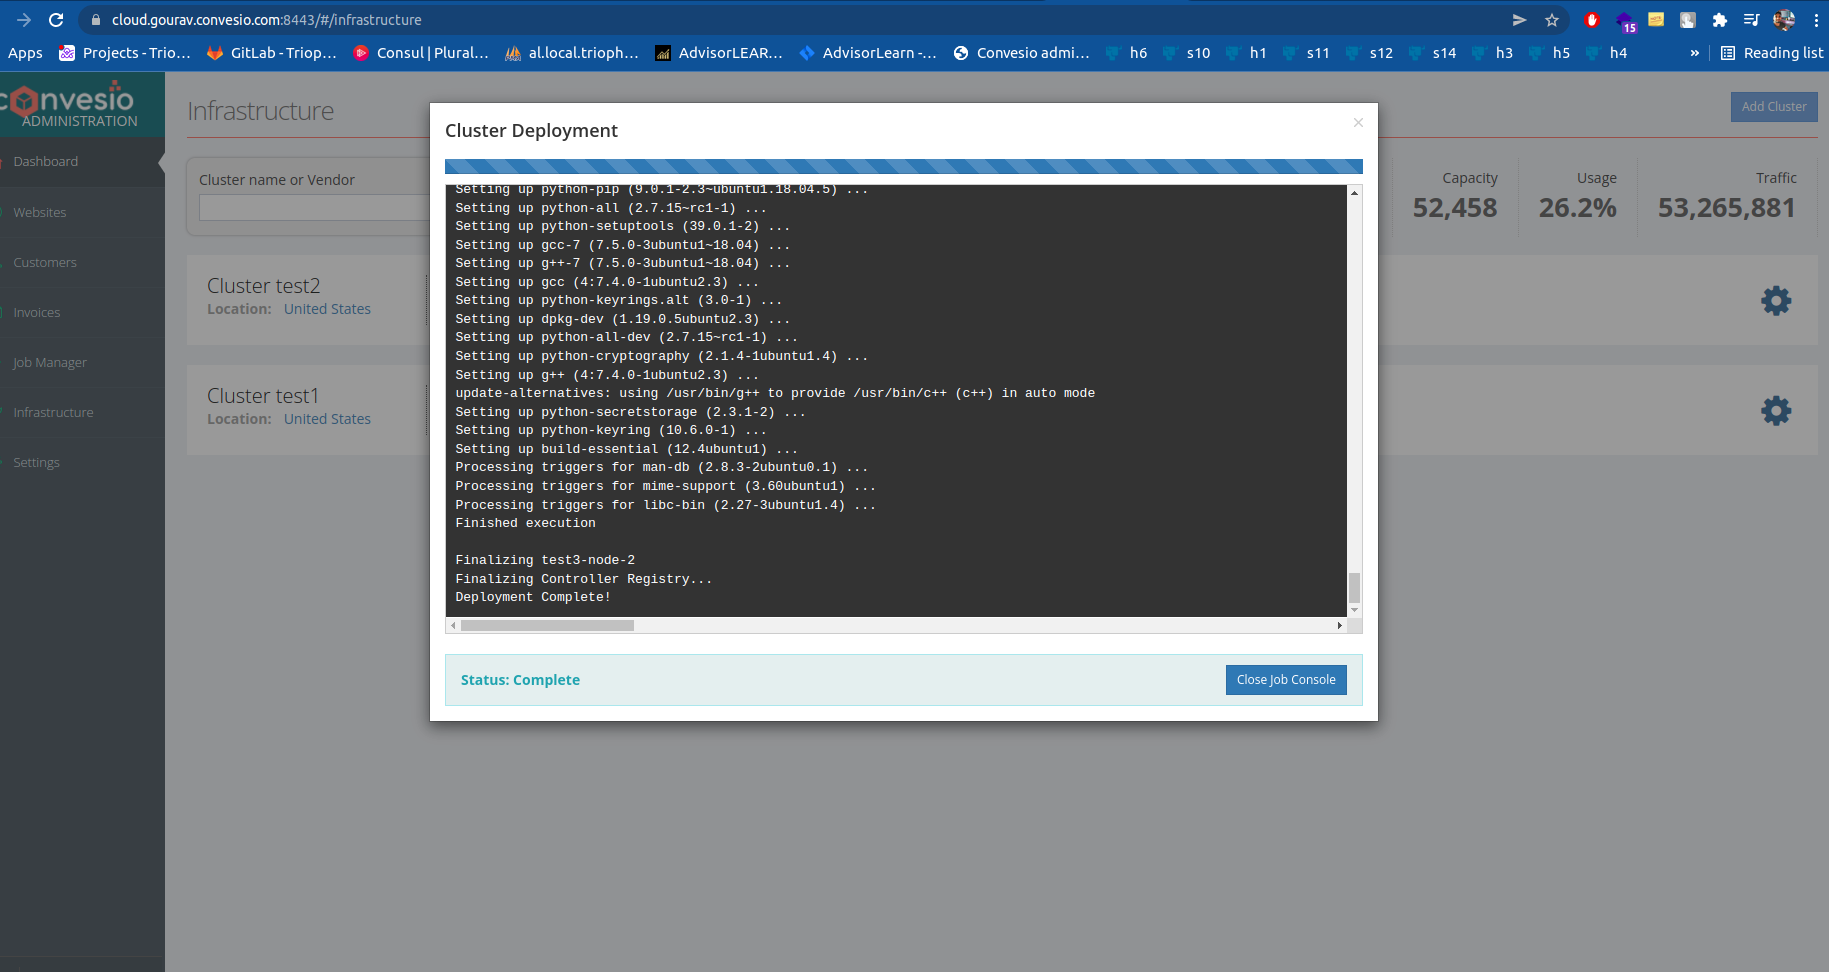 cloud.gourav.convesio.com:8443/#/infrastructure
15
Apps
Projects - Trio...
GitLab - Triop...
Consul | Plural...
al.local.trioph...
AdvisorLEAR...
AdvisorLearn -...
Convesio admi...
h6
s10
h1
s11
s12
s14
h3
h5
h4
»
Reading list
convesio
ADMINISTRATION
Dashboard
Websites
Customers
Invoices
Job Manager
Infrastructure
Settings
Infrastructure
Add Cluster
Cluster name or Vendor
Capacity
52,458
Usage
26.2%
Traffic
53,265,881
Cluster test2
Location: United States
Cluster test1
Location: United States
Cluster Deployment
×
Setting up python-pip (9.0.1-2.3~ubuntu1.18.04.5) ...
Setting up python-all (2.7.15~rc1-1) ...
Setting up python-setuptools (39.0.1-2) ...
Setting up gcc-7 (7.5.0-3ubuntu1~18.04) ...
Setting up g++-7 (7.5.0-3ubuntu1~18.04) ...
Setting up gcc (4:7.4.0-1ubuntu2.3) ...
Setting up python-keyrings.alt (3.0-1) ...
Setting up dpkg-dev (1.19.0.5ubuntu2.3) ...
Setting up python-all-dev (2.7.15~rc1-1) ...
Setting up python-cryptography (2.1.4-1ubuntu1.4) ...
Setting up g++ (4:7.4.0-1ubuntu2.3) ...
update-alternatives: using /usr/bin/g++ to provide /usr/bin/c++ (c++) in auto mode
Setting up python-secretstorage (2.3.1-2) ...
Setting up python-keyring (10.6.0-1) ...
Setting up build-essential (12.4ubuntu1) ...
Processing triggers for man-db (2.8.3-2ubuntu0.1) ...
Processing triggers for mime-support (3.60ubuntu1) ...
Processing triggers for libc-bin (2.27-3ubuntu1.4) ...
Finished execution
Finalizing test3-node-2
Finalizing Controller Registry...
Deployment Complete!
Status: Complete
Close Job Console